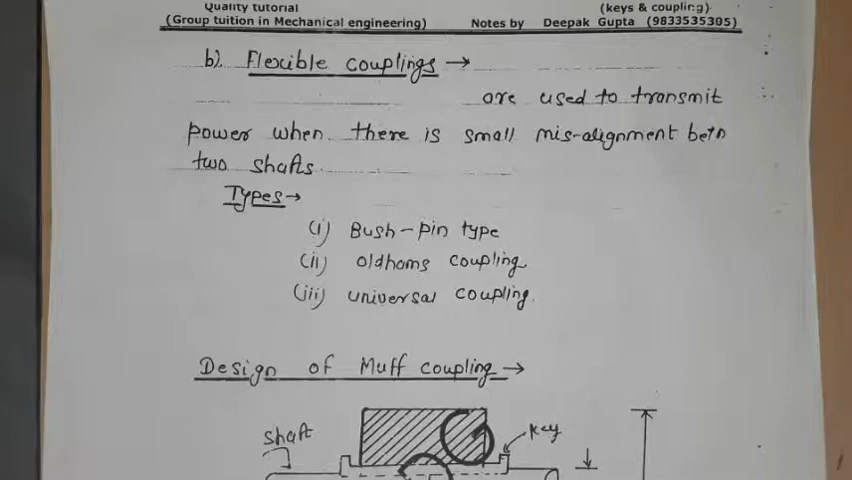 Quality tutorial (keys & coupling)
(Group tuition in Mechanical engineering) Notes by Deepak Gupta (9833535305)
b). Flexible couplings →
are used to transmit
power when there is small mis-alignment betn
two shafts.
Types →
(i) Bush-pin type
(ii) oldhams coupling
(iii) universal coupling.
Design of Muff coupling →
shaft
key